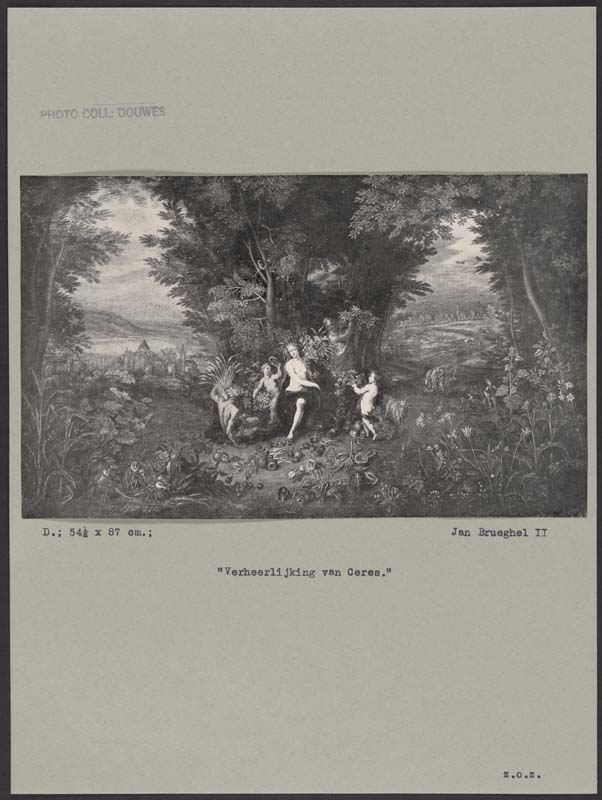 PHOTO COLL: DOUWES
D.; 54½ x 87 cm.;
Jan Brueghel II
"Verheerlijking van Ceres."
z.o.z.